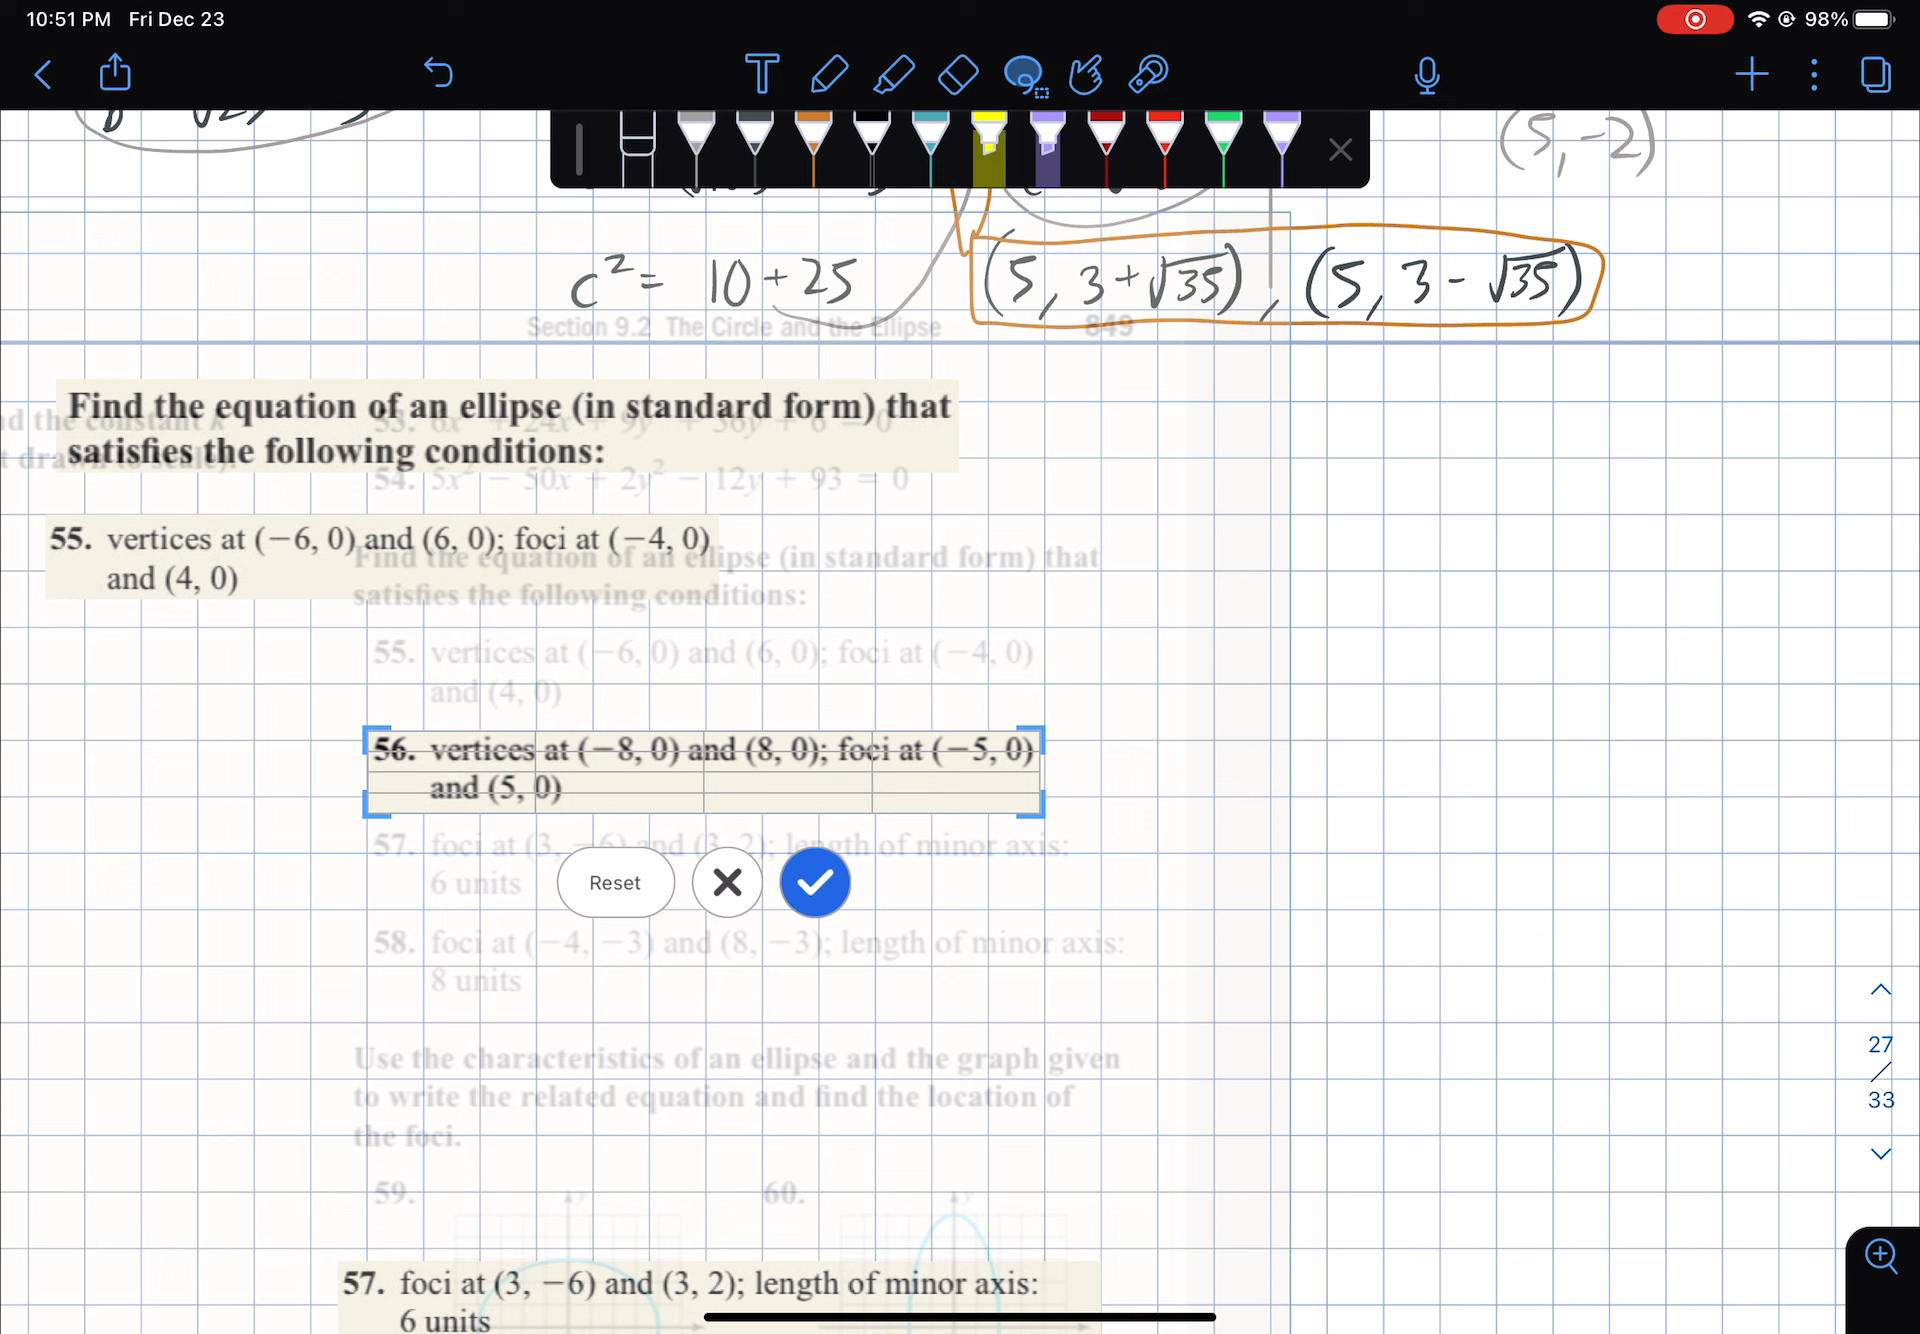 10:51 PM Fri Dec 23
98%
(5, -2)
c² = 10 + 25
(5, 3+√35), (5, 3-√35)
Section 9.2 The Circle and the Ellipse 849
Find the equation of an ellipse (in standard form) that
satisfies the following conditions:
54. 5x² − 50x + 2y² − 12y + 93 = 0
55. vertices at (−6, 0) and (6, 0); foci at (−4, 0)
and (4, 0)
Find the equation of an ellipse (in standard form) that
satisfies the following conditions:
55. vertices at (−6, 0) and (6, 0); foci at (−4, 0)
and (4, 0)
56. vertices at (−8, 0) and (8, 0); foci at (−5, 0)
and (5, 0)
57. foci at (3, −6) and (3, 2); length of minor axis:
6 units
Reset
58. foci at (−4, −3) and (8, −3); length of minor axis:
8 units
27
/
33
Use the characteristics of an ellipse and the graph given
to write the related equation and find the location of
the foci.
59. y 60. y
57. foci at (3, −6) and (3, 2); length of minor axis:
6 units